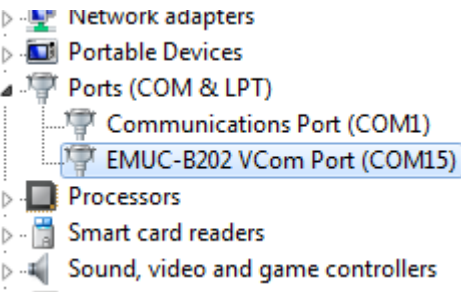 Network adapters
Portable Devices
Ports (COM & LPT)
Communications Port (COM1)
EMUC-B202 VCom Port (COM15)
Processors
Smart card readers
Sound, video and game controllers